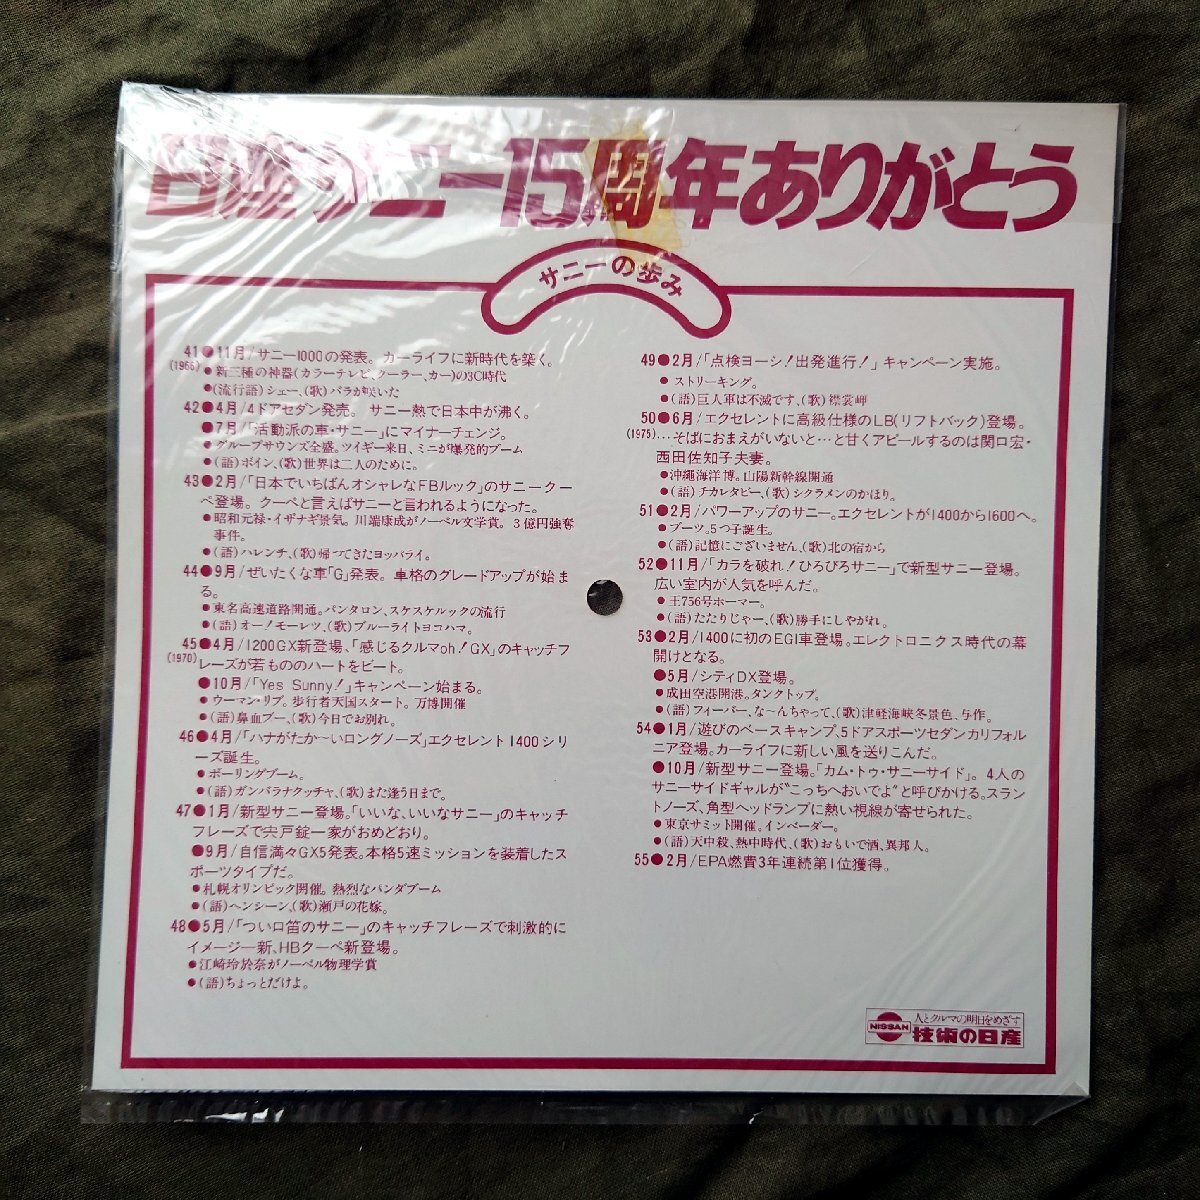 日産サニー15周年ありがとう
サニーの歩み
41●11月/サニー1000の発表。カーライフに新時代を築く。
(1966)
●新三種の神器(カラーテレビ、クーラー、カー)の3C時代
●(流行語)シェー、(歌)バラが咲いた
42●4月/4ドアセダン発売。サニー熱で日本中が沸く。
●7月/「活動派の車・サニー」にマイナーチェンジ。
●グループサウンズ全盛。ツイギー来日、ミニが爆発的ブーム
●(語)ボイン、(歌)世界は二人のために。
43●2月/「日本でいちばんオシャレなFBルック」のサニークー
ペ登場。クーペと言えばサニーと言われるようになった。
●昭和元禄・イザナギ景気。川端康成がノーベル文学賞。3億円強奪
事件。
●(語)ハレンチ、(歌)帰ってきたヨッパライ。
44●9月/ぜいたくな車「G」発表。車格のグレードアップが始ま
る。
●東名高速道路開通。パンタロン、スケスケルックの流行
●(語)オーノモーレツ、(歌)ブルーライトヨコハマ。
45●4月/1200GX新登場、「感じるクルマoh!GX」のキャッチフ
(1970)
レーズが若もののハートをビート。
●10月/「Yes Sunny!」キャンペーン始まる。
●ウーマン・リブ。歩行者天国スタート。万博開催
●(語)鼻血ブー、(歌)今日でお別れ。
46●4月/「ハナがたか〜いロングノーズ」エクセレント1400シリ
ーズ誕生。
●ボーリングブーム。
●(語)ガンバラナクッチャ、(歌)また逢う日まで。
47●1月/新型サニー登場。「いいな、いいなサニー」のキャッチ
フレーズで宍戸錠一家がおめどおり。
●9月/自信満々GX5発表。本格5速ミッションを装着したス
ポーツタイプだ。
●札幌オリンピック開催。熱烈なパンダブーム
●(語)ヘンシーン、(歌)瀬戸の花嫁。
48●5月/「つい口笛のサニー」のキャッチフレーズで刺激的に
イメージ一新、HBクーペ新登場。
●江崎玲於奈がノーベル物理学賞
●(語)ちょっとだけよ。
49●2月/「点検ヨーシ!出発進行!」キャンペーン実施。
●ストリーキング。
●(語)巨人軍は不滅です、(歌)襟裳岬
50●6月/エクセレントに高級仕様のLB(リフトバック)登場。
(1975)…そばにおまえがいないと…と甘くアピールするのは関口宏・
西田佐知子夫妻。
●沖縄海洋博。山陽新幹線開通
●(語)チカレタビー、(歌)シクラメンのかほり。
51●2月/パワーアップのサニー。エクセレントが1400から1600へ。
●ブーツ。5つ子誕生。
●(語)記憶にございません、(歌)北の宿から
52●11月/「カラを破れ!ひろびろサニー」で新型サニー登場。
広い室内が人気を呼んだ。
●王756号ホーマー。
●(語)たたりじゃー、(歌)勝手にしやがれ。
53●2月/1400に初のEGI車登場。エレクトロニクス時代の幕
開けとなる。
●5月/シティDX登場。
●成田空港開港。タンクトップ。
●(語)フィーバー、な〜んちゃって、(歌)津軽海峡冬景色、与作。
54●1月/遊びのベースキャンプ、5ドアスポーツセダンカリフォル
ニア登場。カーライフに新しい風を送りこんだ。
●10月/新型サニー登場。「カム・トゥ・サニーサイド」。4人の
サニーサイドギャルが"こっちへおいでよ"と呼びかける。スラン
トノーズ、角型ヘッドランプに熱い視線が寄せられた。
●東京サミット開催。インベーダー。
●(語)天中殺、熱中時代、(歌)おもいで酒、異邦人。
55●2月/EPA燃費3年連続第1位獲得。
NISSAN
人とクルマの明日をめざす
技術の日産